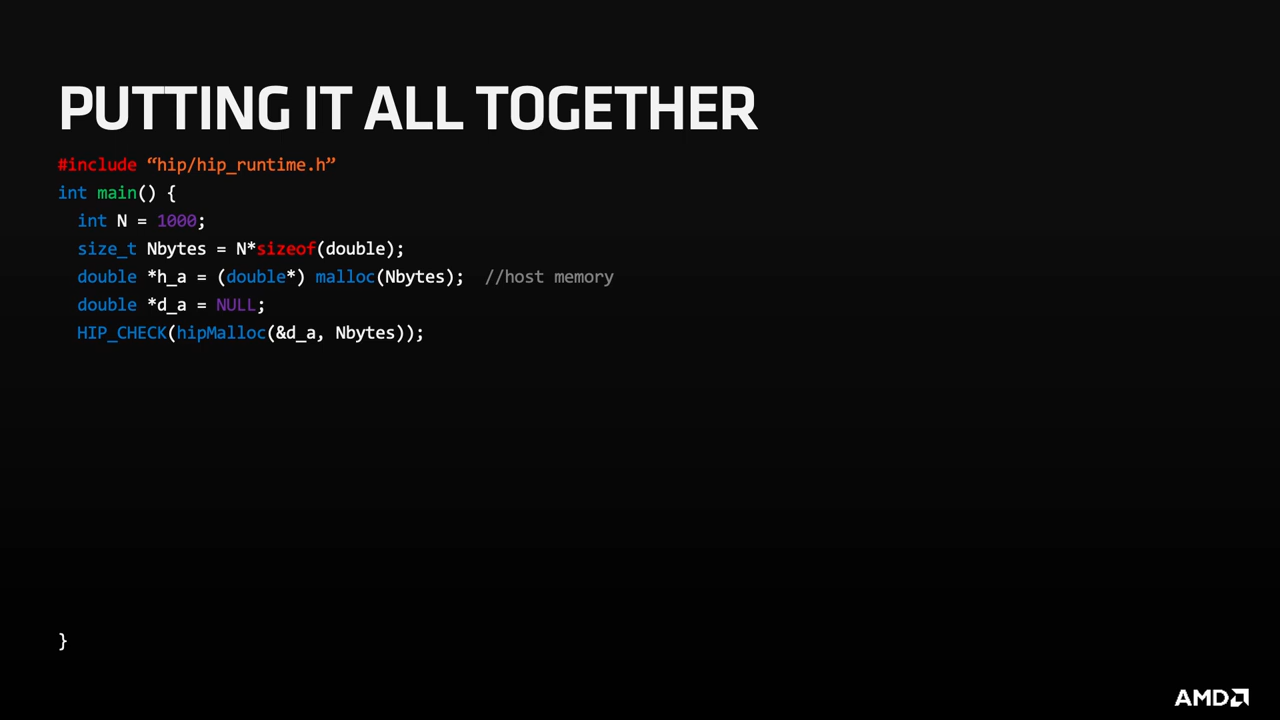 PUTTING IT ALL TOGETHER
#include “hip/hip_runtime.h”
int main() {
int N = 1000;
size_t Nbytes = N*sizeof(double);
double *h_a = (double*) malloc(Nbytes);  //host memory
double *d_a = NULL;
HIP_CHECK(hipMalloc(&d_a, Nbytes));
}
AMD